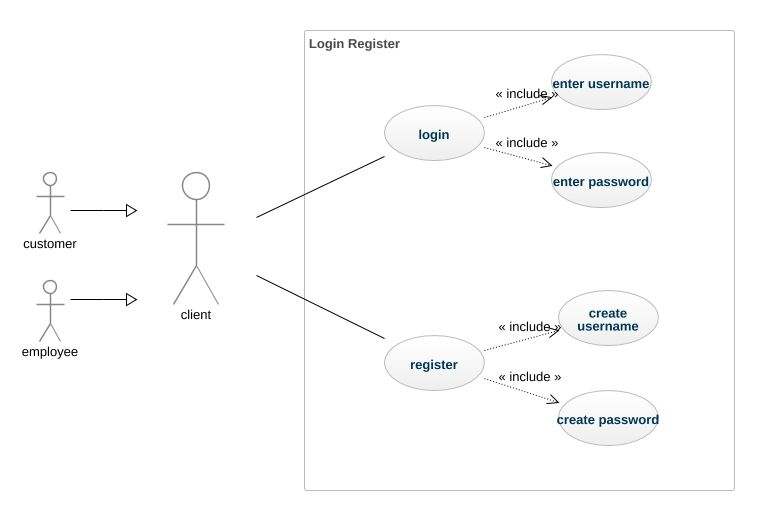 Login Register
enter username
« include »
login
« include »
enter password
customer
client
employee
create
username
« include »
register
« include »
create password